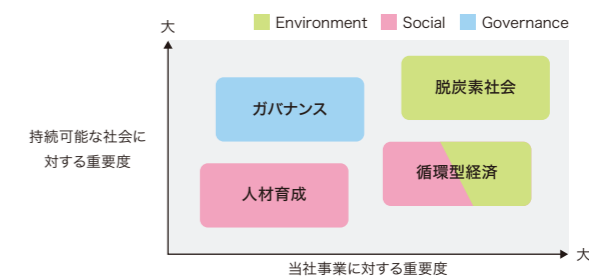 Environment Social Governance
大
脱炭素社会
ガバナンス
持続可能な社会に
対する重要度
循環型経済
人材育成
大
当社事業に対する重要度